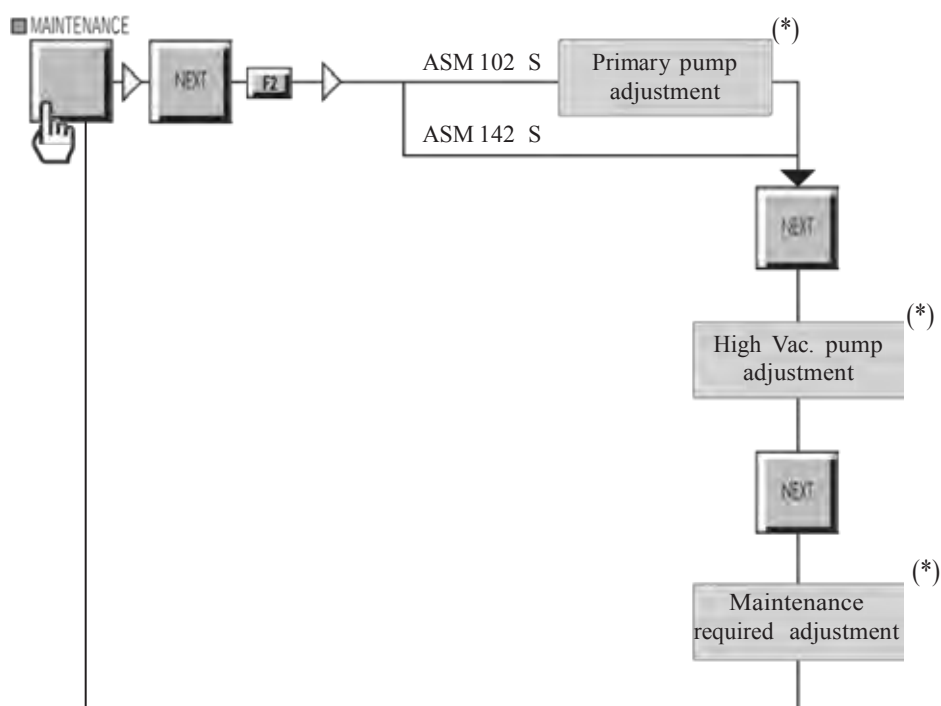 MAINTENANCE
NEXT
F2
ASM 102 S
Primary pump
adjustment
(*)
ASM 142 S
NEXT
High Vac. pump
adjustment
(*)
NEXT
Maintenance
required adjustment
(*)